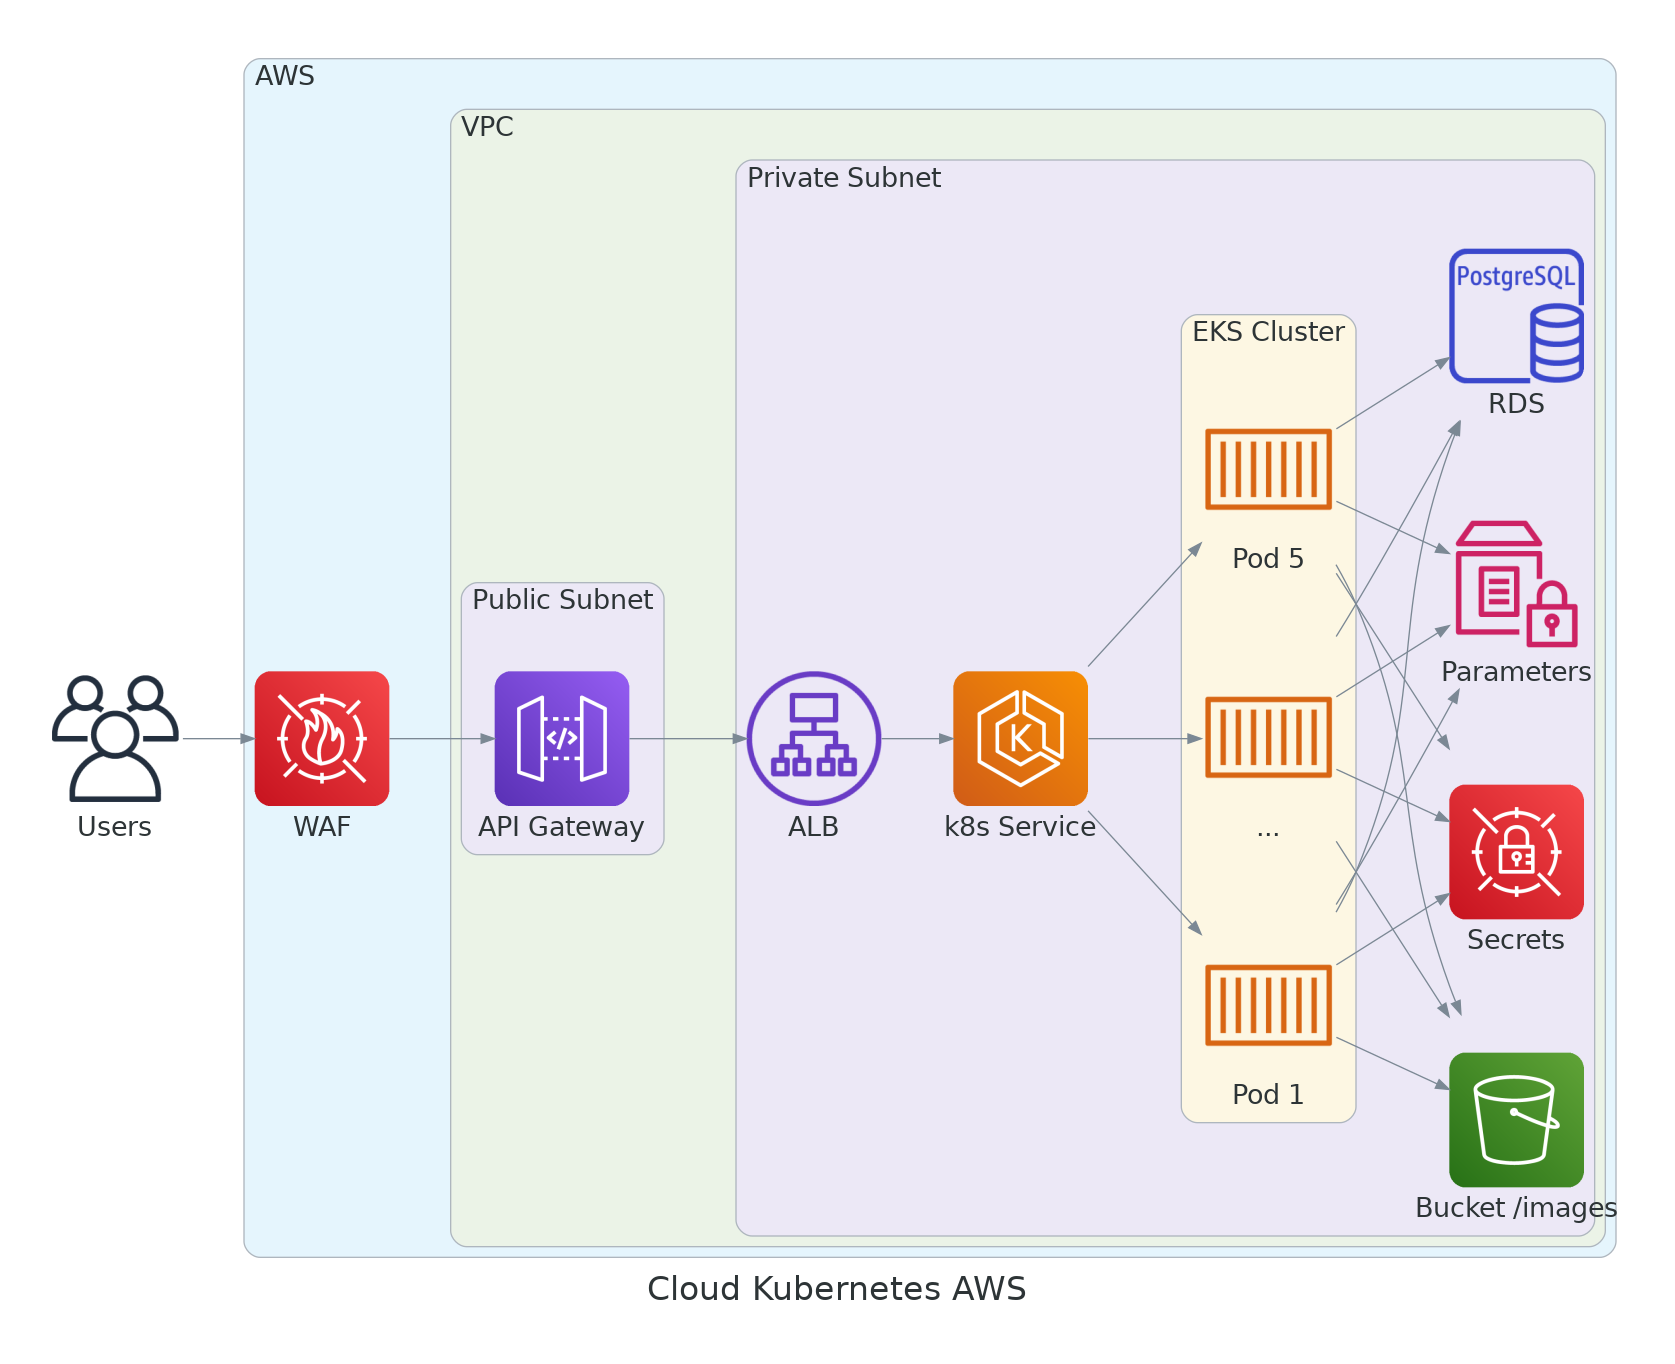 AWS
VPC
Private Subnet
PostgreSQL
EKS Cluster
RDS
Pod 5
Public Subnet
Parameters
</>
K
Users
WAF
API Gateway
ALB
k8s Service
...
Secrets
Pod 1
Bucket /images
Cloud Kubernetes AWS